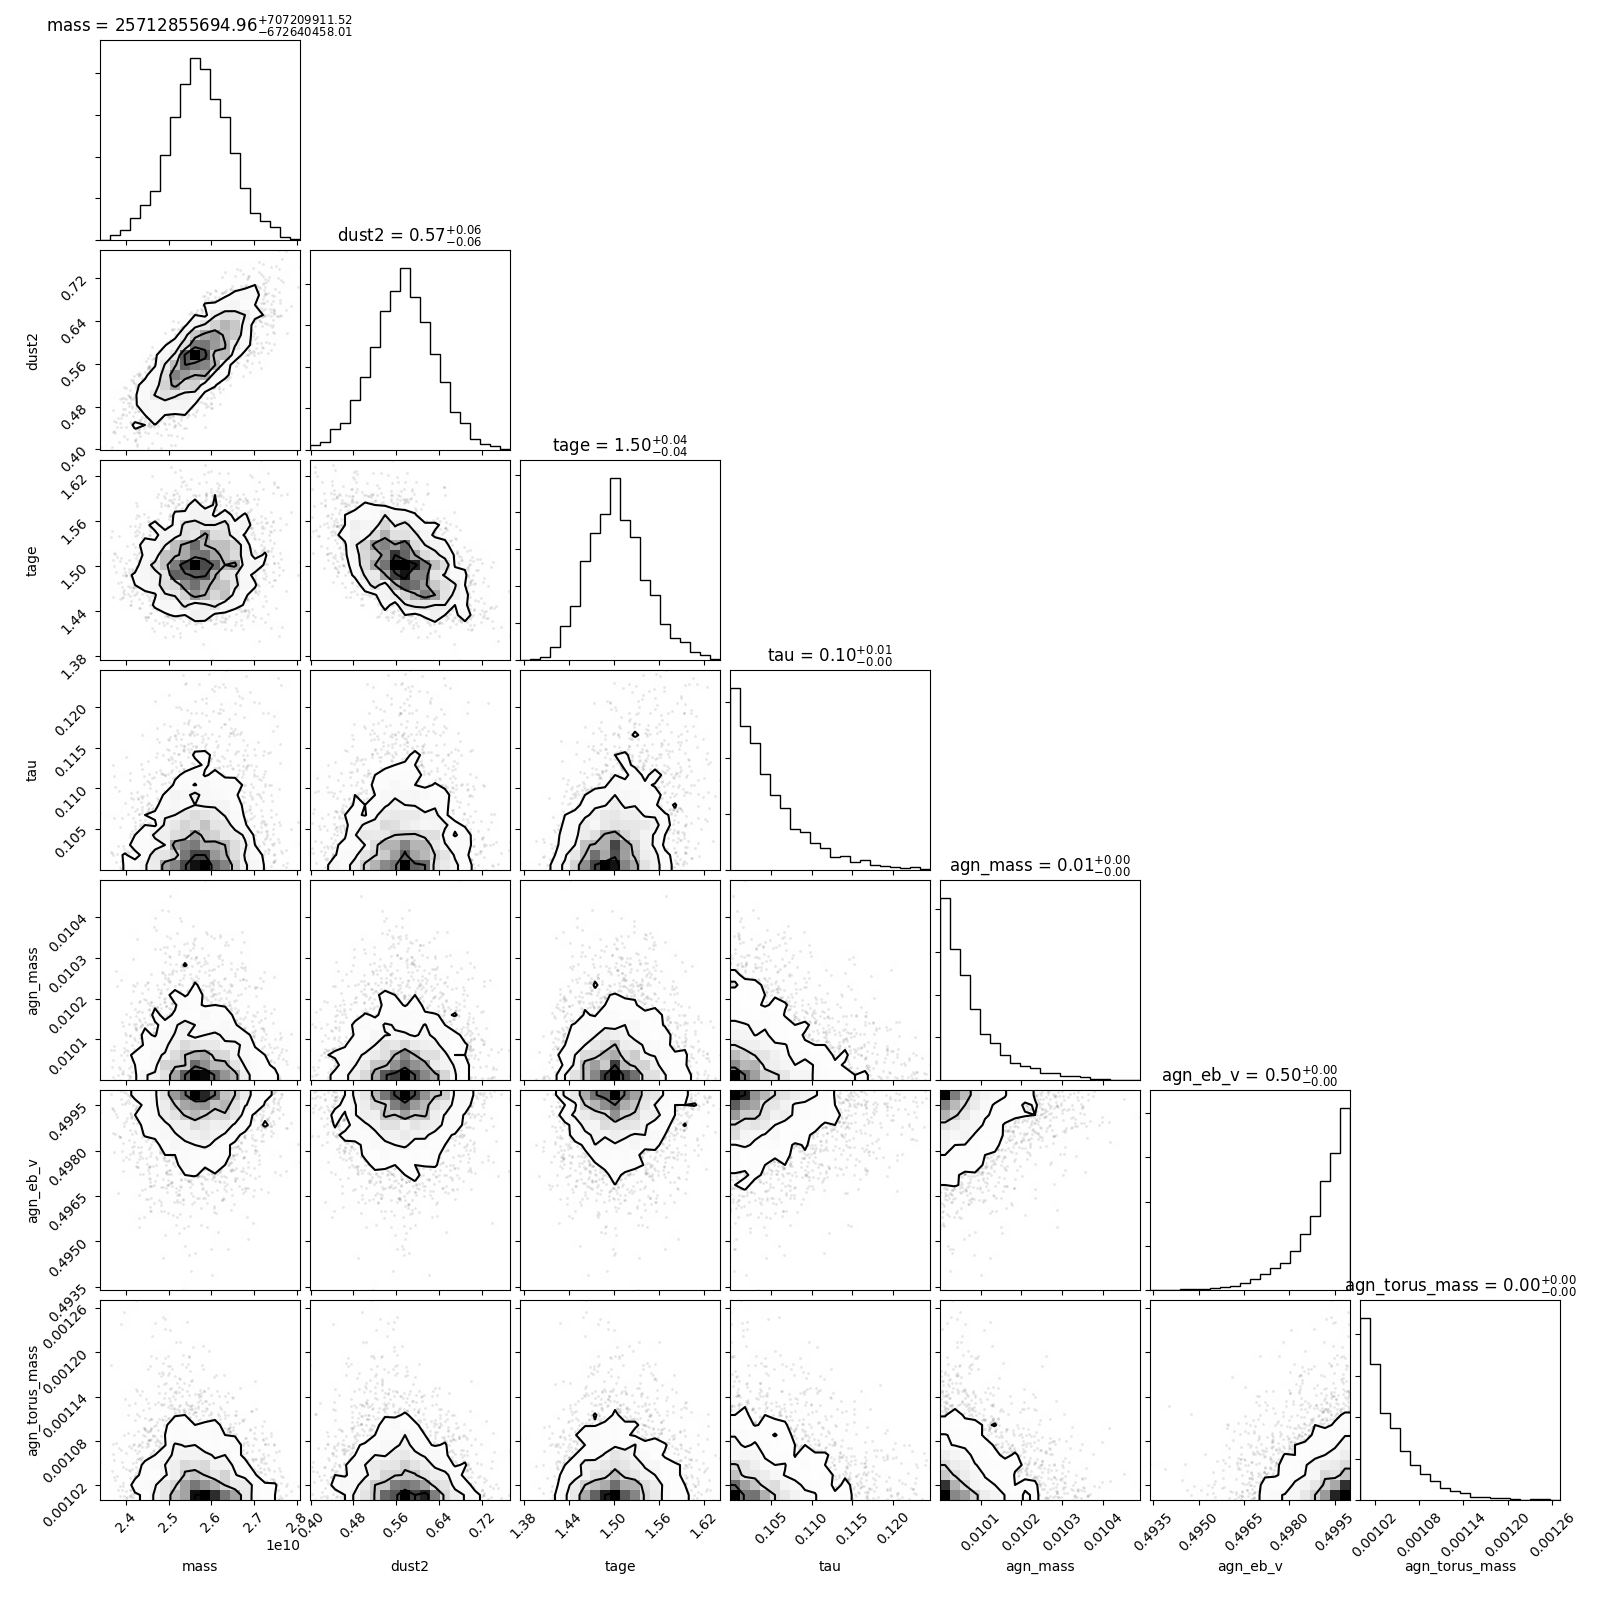 mass = 25712855694.96+707209911.52 −672640458.01
dust2 = 0.57+0.06 −0.06
0.72
0.64
0.56
0.48
0.40
dust2
tage = 1.50+0.04 −0.04
1.62
1.56
1.50
1.44
1.38
tage
tau = 0.10+0.01 −0.00
0.120
0.115
0.110
0.105
tau
agn_mass = 0.01+0.00 −0.00
0.0104
0.0103
0.0102
0.0101
agn_mass
agn_eb_v = 0.50+0.00 −0.00
0.4995
0.4980
0.4965
0.4950
0.4935
agn_eb_v
agn_torus_mass = 0.00+0.00 −0.00
0.00126
0.00120
0.00114
0.00108
0.00102
agn_torus_mass
2.4 2.5 2.6 2.7 2.8
1e10
mass
0.40 0.48 0.56 0.64 0.72
dust2
1.38 1.44 1.50 1.56 1.62
tage
0.105 0.110 0.115 0.120
tau
0.0101 0.0102 0.0103 0.0104
agn_mass
0.4935 0.4950 0.4965 0.4980 0.4995
agn_eb_v
0.00102 0.00108 0.00114 0.00120 0.00126
agn_torus_mass